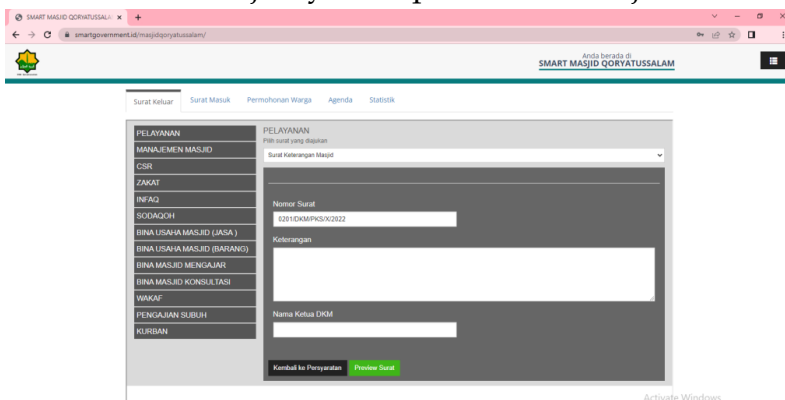 SMART MASJID QORYATUSSALA
smartgovernment.id/masjidqoryatussalam/
Anda berada di
SMART MASJID QORYATUSSALAM
Surat Keluar
Surat Masuk
Permohonan Warga
Agenda
Statistik
PELAYANAN
MANAJEMEN MASJID
CSR
ZAKAT
INFAQ
SODAQOH
BINA USAHA MASJID (JASA )
BINA USAHA MASJID (BARANG)
BINA MASJID MENGAJAR
BINA MASJID KONSULTASI
WAKAF
PENGAJIAN SUBUH
KURBAN
PELAYANAN
Pilih surat yang diajukan
Surat Keterangan Masjid
Nomor Surat
0201/DKM/PKS/X/2022
Keterangan
Nama Ketua DKM
Kembali ke Persyaratan
Preview Surat
Activate Windows